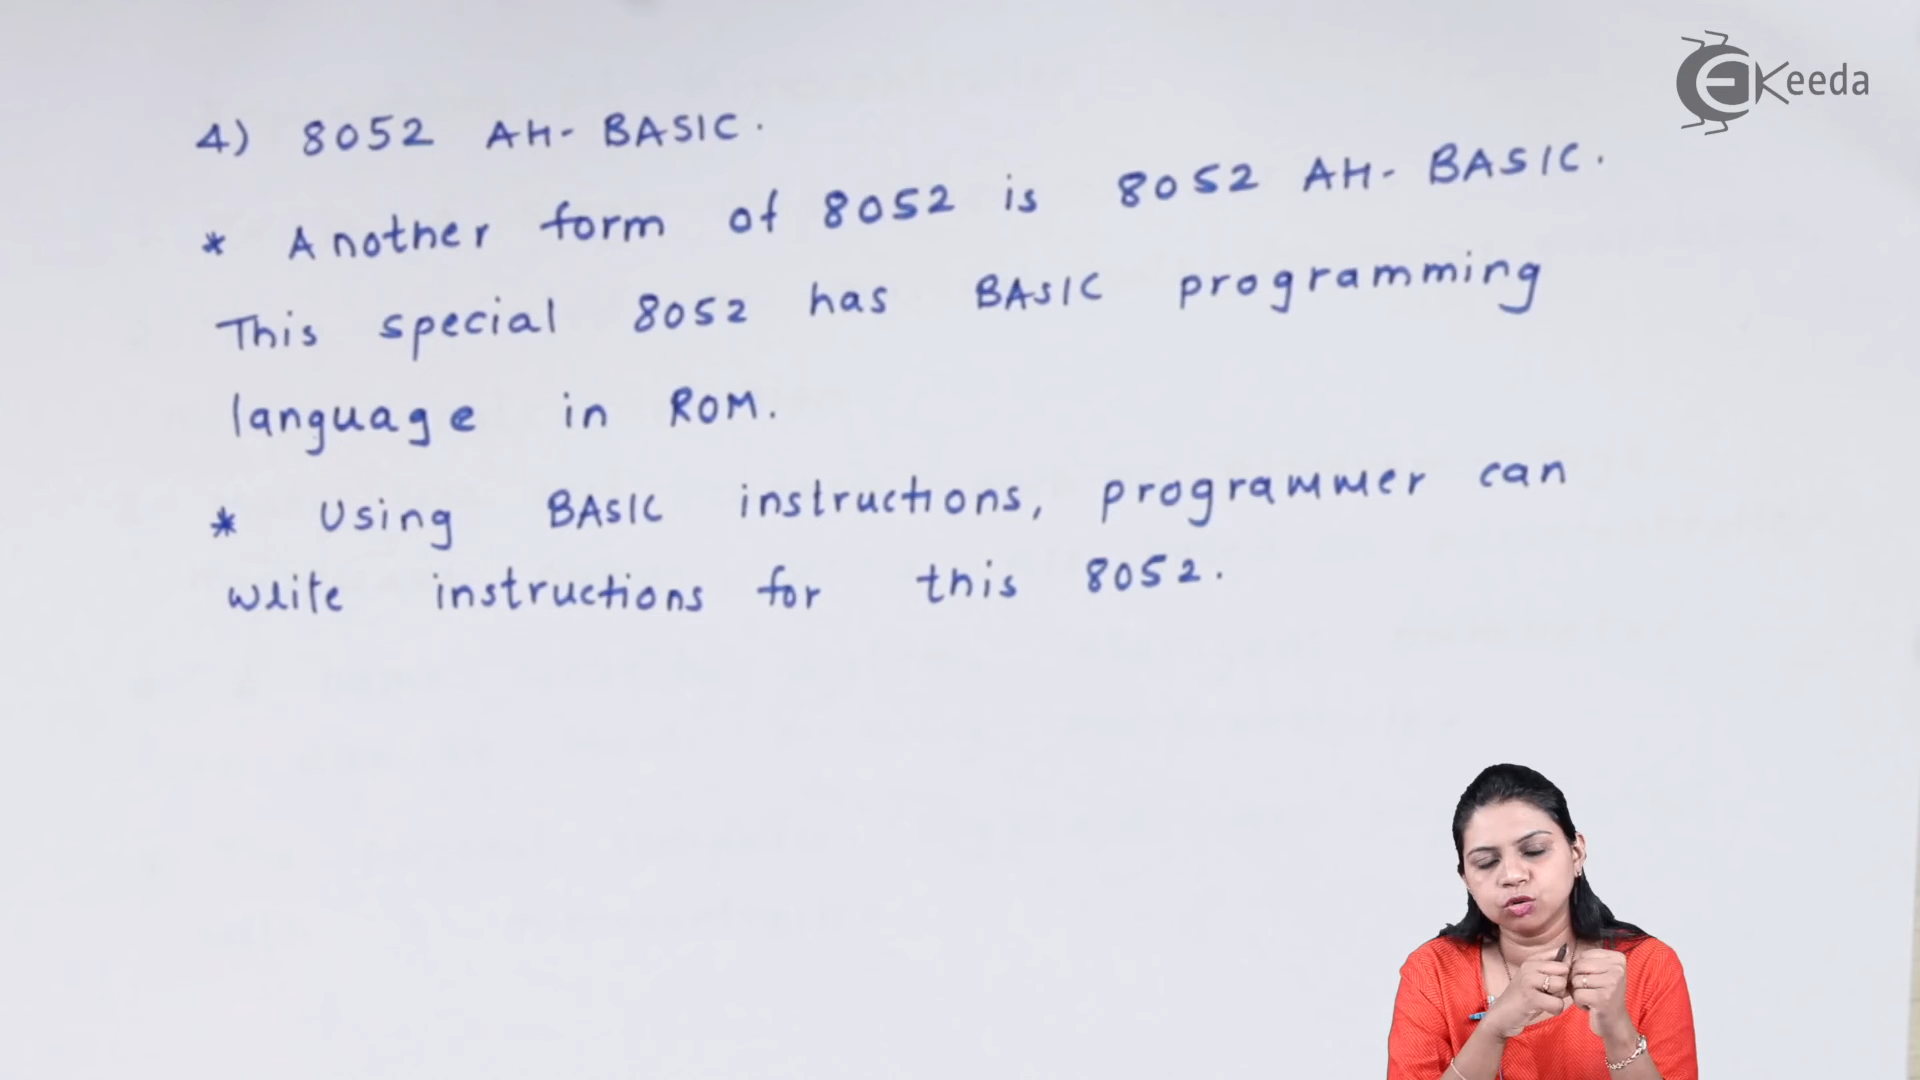 EKeeda
4) 8052 AH-BASIC.
* Another form of 8052 is 8052 AH-BASIC.
This special 8052 has BASIC programming
language in ROM.
* Using BASIC instructions, programmer can
write instructions for this 8052.